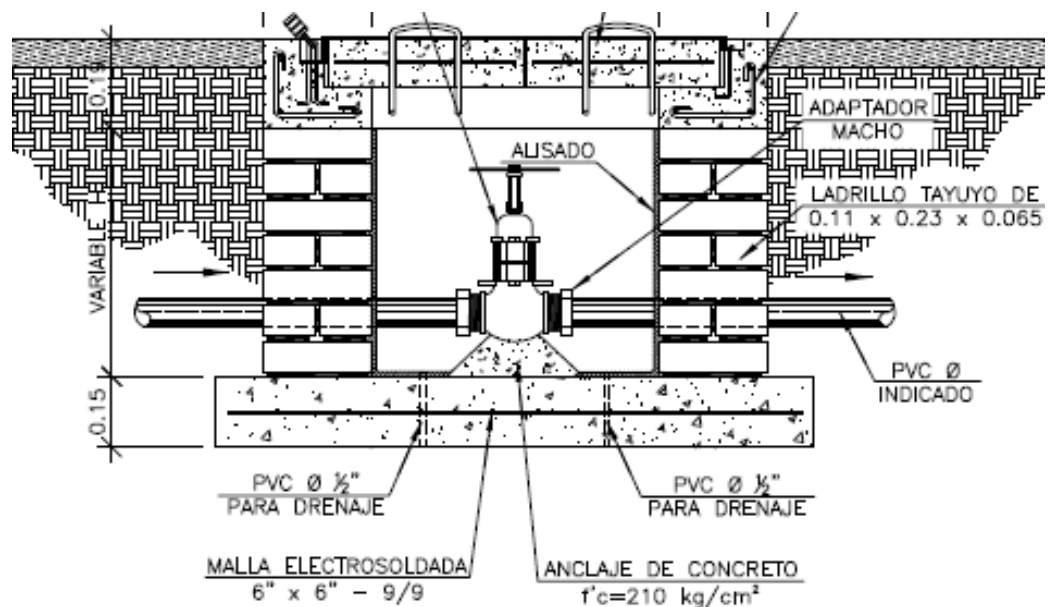 0.19
ADAPTADOR
MACHO
ALISADO
LADRILLO TAYUYO DE
0.11 x 0.23 x 0.065
VARIABLE H
PVC Ø
INDICADO
0.15
PVC Ø ½"
PARA DRENAJE
PVC Ø ½"
PARA DRENAJE
MALLA ELECTROSOLDADA
6" x 6" - 9/9
ANCLAJE DE CONCRETO
f'c=210 kg/cm²